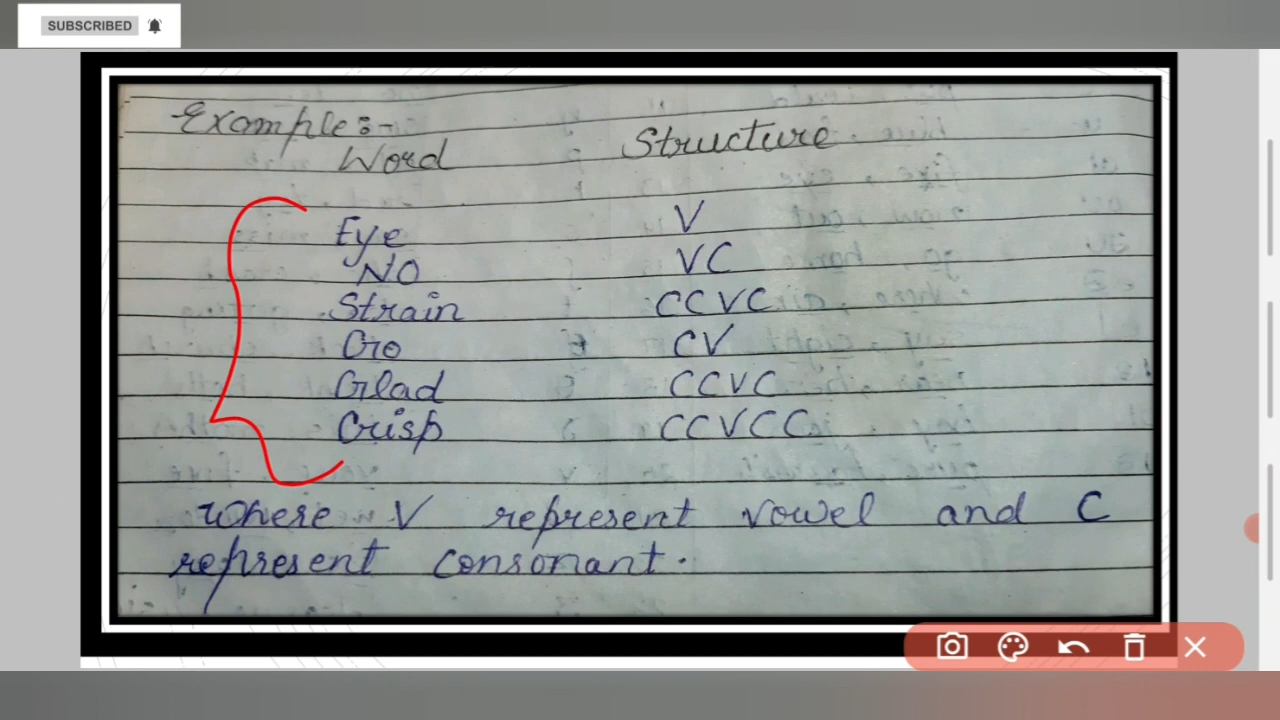 SUBSCRIBED
Example:-
Word Structure
Eye V
NO VC
Strain CCVC
Go CV
Glad CCVC
Crisp CCVCC
where V represent vowel and C
represent consonant.